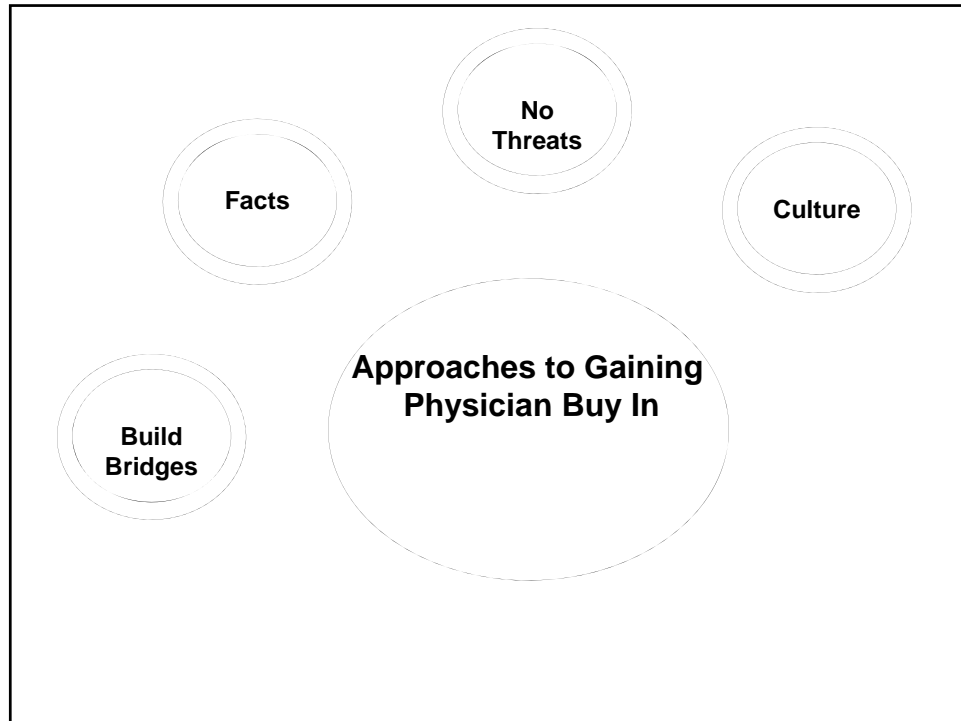 No
Threats
Facts
Culture
Approaches to Gaining
Physician Buy In
Build
Bridges